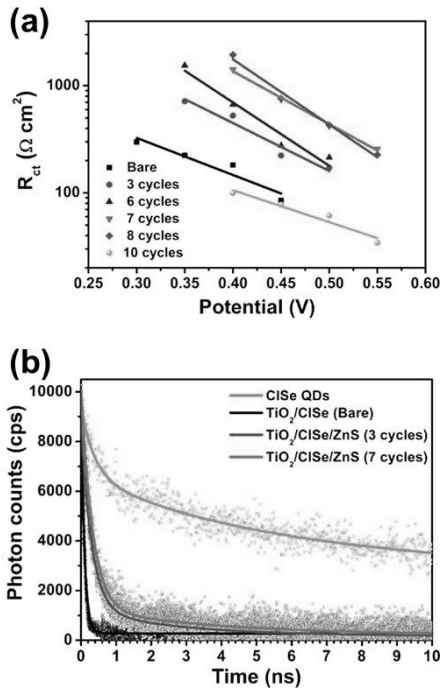 (a)
1000
100
R_ct (Ω cm²)
Bare
3 cycles
6 cycles
7 cycles
8 cycles
10 cycles
0.25 0.30 0.35 0.40 0.45 0.50 0.55 0.60
Potential (V)
(b)
10000
8000
6000
4000
2000
0
Photon counts (cps)
CISe QDs
TiO₂/CISe (Bare)
TiO₂/CISe/ZnS (3 cycles)
TiO₂/CISe/ZnS (7 cycles)
0 1 2 3 4 5 6 7 8 9 10
Time (ns)